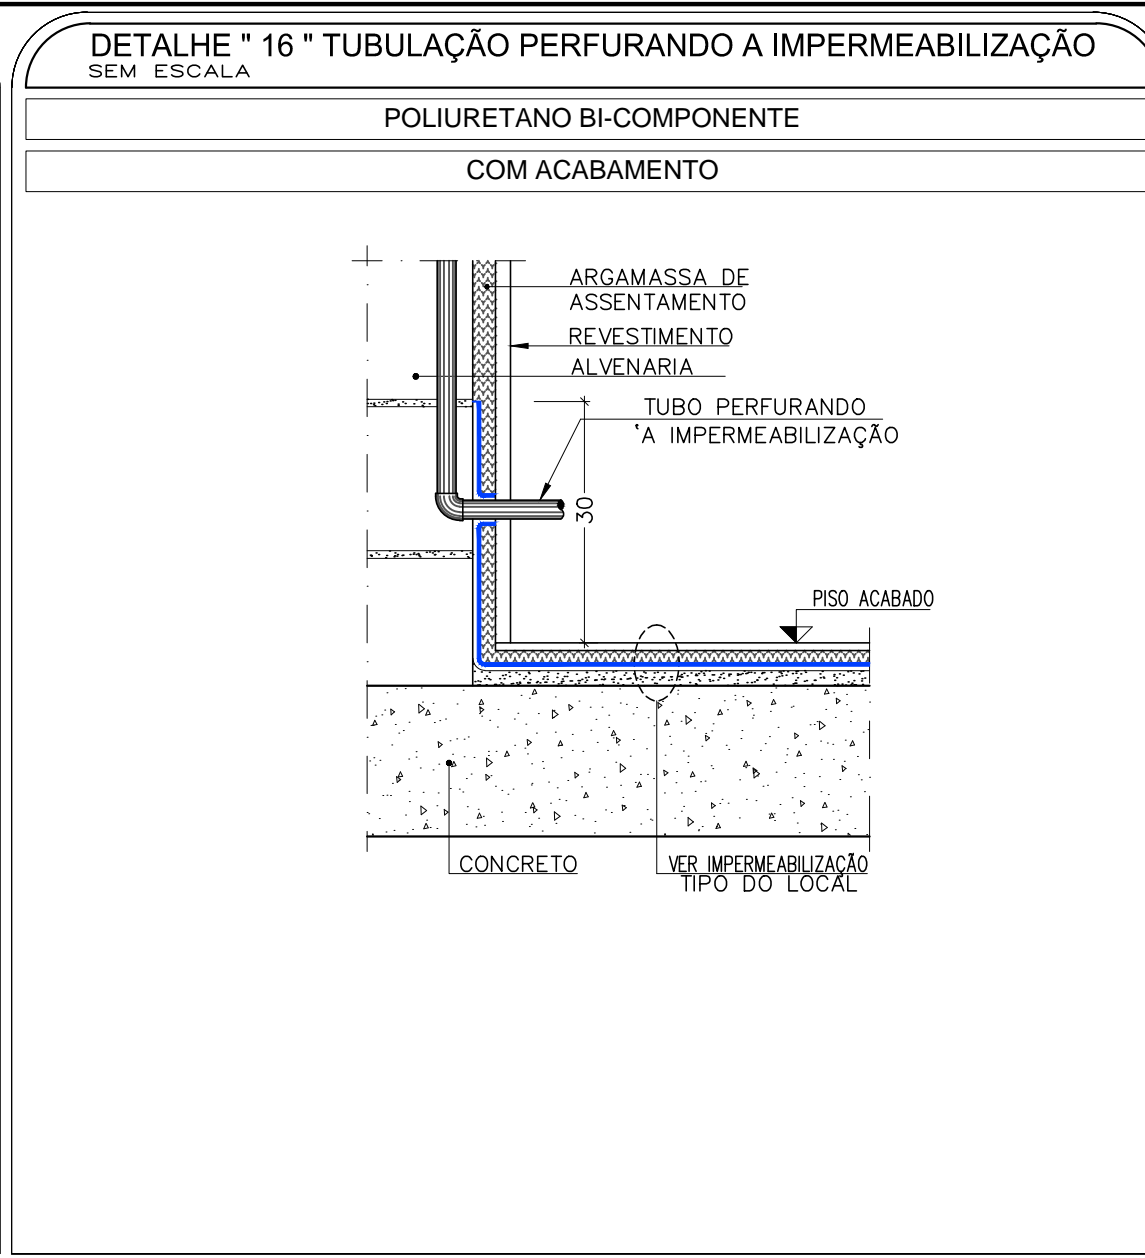 DETALHE " 16 " TUBULAÇÃO PERFURANDO A IMPERMEABILIZAÇÃO
SEM ESCALA
POLIURETANO BI-COMPONENTE
COM ACABAMENTO
ARGAMASSA DE
ASSENTAMENTO
REVESTIMENTO
ALVENARIA
TUBO PERFURANDO
'A IMPERMEABILIZAÇÃO
30
PISO ACABADO
CONCRETO
VER IMPERMEABILIZAÇÃO
TIPO DO LOCAL